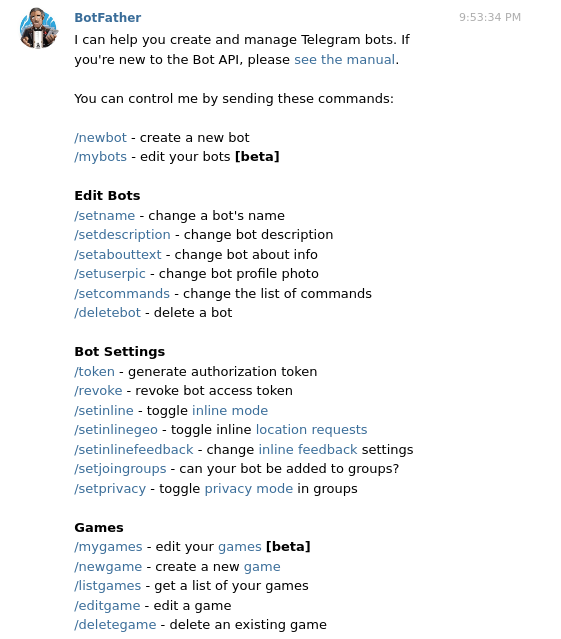 BotFather 9:53:34 PM
I can help you create and manage Telegram bots. If
you're new to the Bot API, please see the manual.
You can control me by sending these commands:
/newbot - create a new bot
/mybots - edit your bots [beta]
Edit Bots
/setname - change a bot's name
/setdescription - change bot description
/setabouttext - change bot about info
/setuserpic - change bot profile photo
/setcommands - change the list of commands
/deletebot - delete a bot
Bot Settings
/token - generate authorization token
/revoke - revoke bot access token
/setinline - toggle inline mode
/setinlinegeo - toggle inline location requests
/setinlinefeedback - change inline feedback settings
/setjoingroups - can your bot be added to groups?
/setprivacy - toggle privacy mode in groups
Games
/mygames - edit your games [beta]
/newgame - create a new game
/listgames - get a list of your games
/editgame - edit a game
/deletegame - delete an existing game